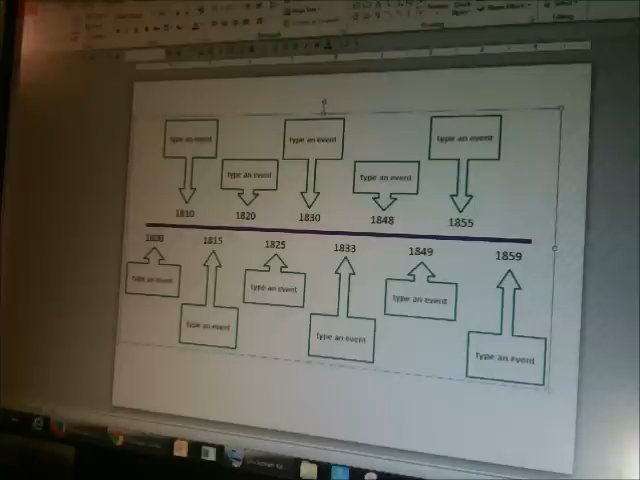 type an event
type an event
type an event
type an event
type an event
1810
1820
1830
1848
1855
1800
1815
1825
1833
1849
1859
type an event
type an event
type an event
type an event
type an event
type an event